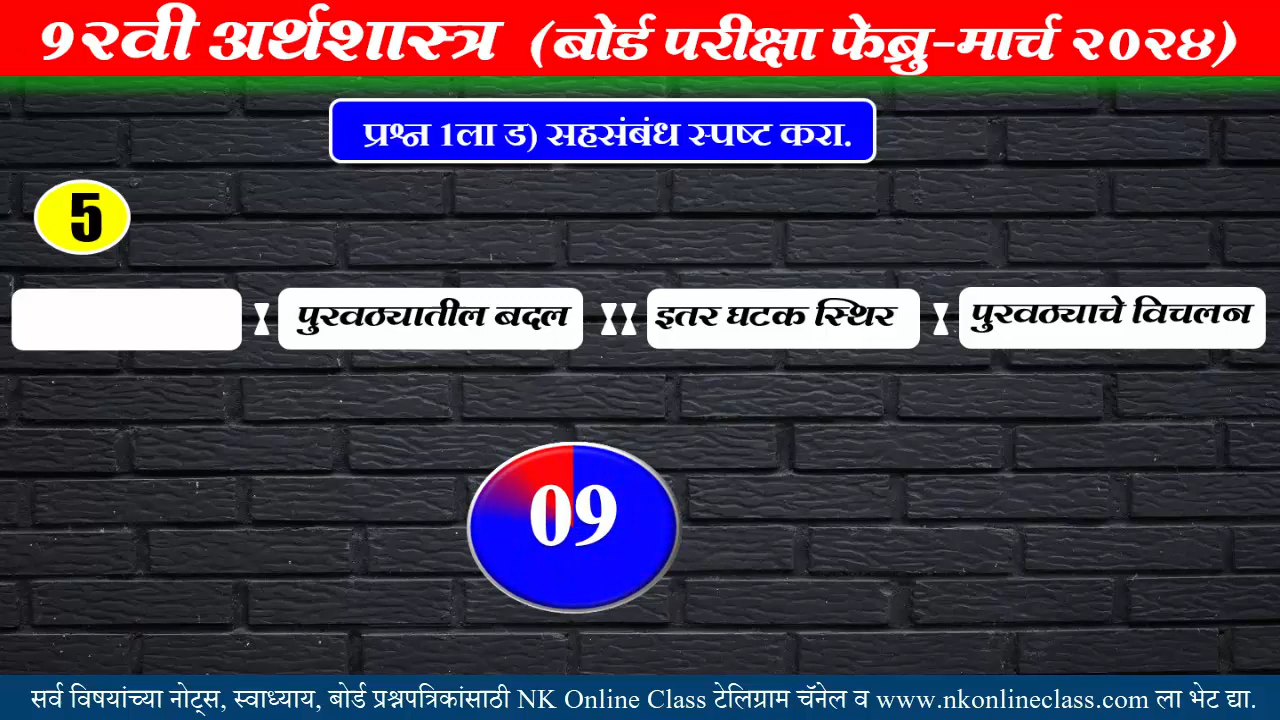 १२वी अर्थशास्त्र (बोर्ड परीक्षा फेब्रु-मार्च २०२४)
प्रश्न 1ला ड) सहसंबंध स्पष्ट करा.
5
पुरवठ्यातील बदल इतर घटक स्थिर पुरवठ्याचे विचलन
09
सर्व विषयांच्या नोट्स, स्वाध्याय, बोर्ड प्रश्नपत्रिकांसाठी NK Online Class टेलिग्राम चॅनेल व www.nkonlineclass.com ला भेट द्या.